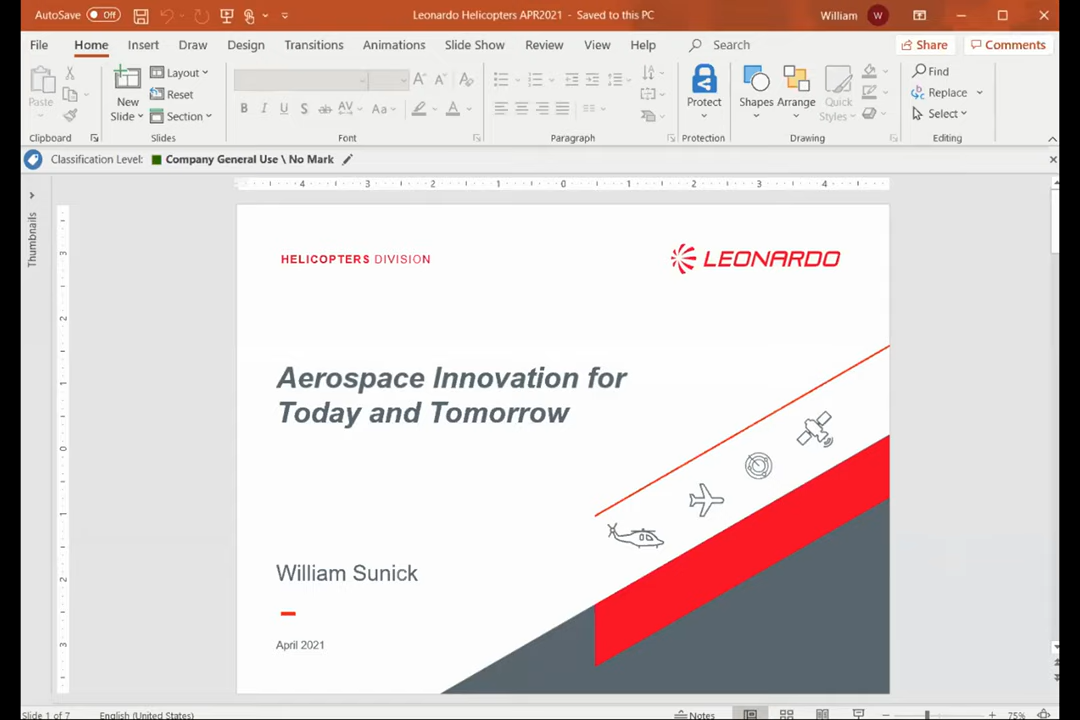 AutoSave Off Leonardo Helicopters APR2021 - Saved to this PC William W
File Home Insert Draw Design Transitions Animations Slide Show Review View Help Search Share Comments
Paste New Slide Layout Reset Section Protect Shapes Arrange Quick Styles Find Replace Select
Clipboard Slides Font Paragraph Protection Drawing Editing
Classification Level: Company General Use \ No Mark
Thumbnails
HELICOPTERS DIVISION
LEONARDO
Aerospace Innovation for
Today and Tomorrow
William Sunick
April 2021
Slide 1 of 7 English (United States) Notes 75%